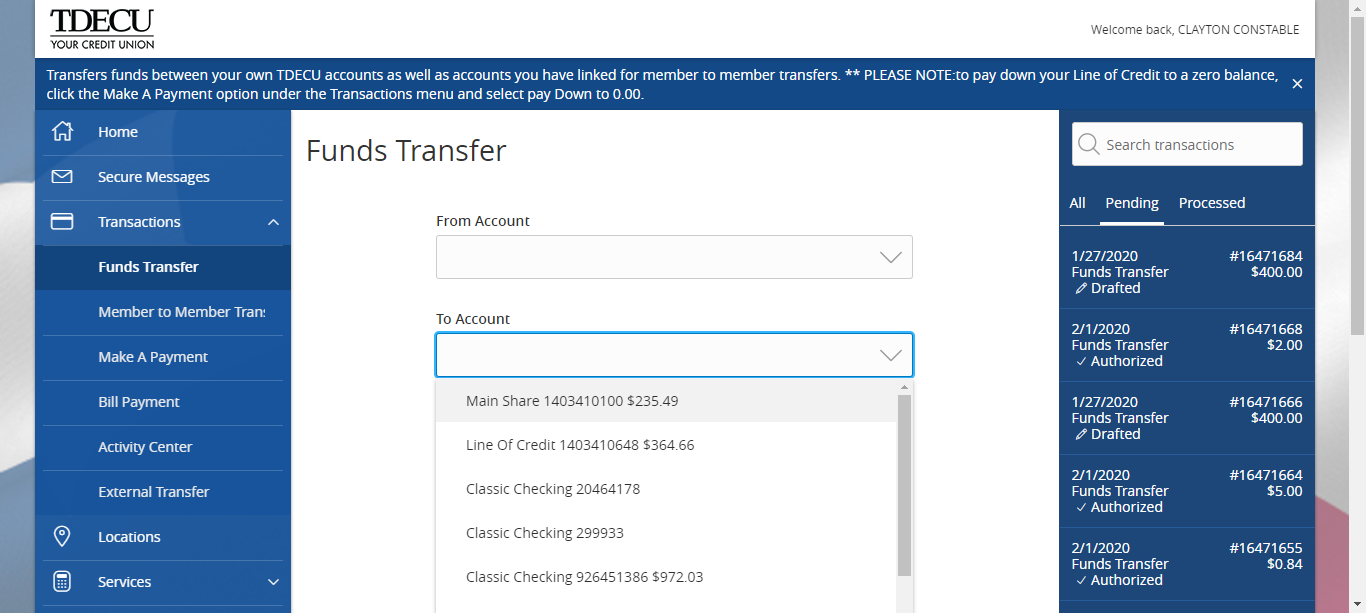 TDECU
YOUR CREDIT UNION
Welcome back, CLAYTON CONSTABLE
Transfers funds between your own TDECU accounts as well as accounts you have linked for member to member transfers. ** PLEASE NOTE:to pay down your Line of Credit to a zero balance,
click the Make A Payment option under the Transactions menu and select pay Down to 0.00.
Home
Secure Messages
Transactions
Funds Transfer
Member to Member Trans
Make A Payment
Bill Payment
Activity Center
External Transfer
Locations
Services
Funds Transfer
From Account
To Account
Main Share 1403410100 $235.49
Line Of Credit 1403410648 $364.66
Classic Checking 20464178
Classic Checking 299933
Classic Checking 926451386 $972.03
Search transactions
All Pending Processed
1/27/2020 #16471684
Funds Transfer $400.00
Drafted
2/1/2020 #16471668
Funds Transfer $2.00
Authorized
1/27/2020 #16471666
Funds Transfer $400.00
Drafted
2/1/2020 #16471664
Funds Transfer $5.00
Authorized
2/1/2020 #16471655
Funds Transfer $0.84
Authorized